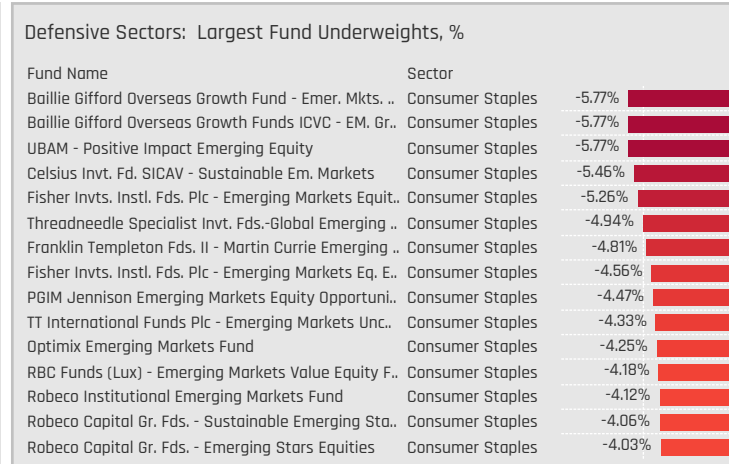 Defensive Sectors:  Largest Fund Underweights, %
Fund Name Sector
Baillie Gifford Overseas Growth Fund - Emer. Mkts. .. Consumer Staples -5.77%
Baillie Gifford Overseas Growth Funds ICVC - EM. Gr.. Consumer Staples -5.77%
UBAM - Positive Impact Emerging Equity Consumer Staples -5.77%
Celsius Invt. Fd. SICAV - Sustainable Em. Markets Consumer Staples -5.46%
Fisher Invts. Instl. Fds. Plc - Emerging Markets Equit.. Consumer Staples -5.26%
Threadneedle Specialist Invt. Fds.-Global Emerging .. Consumer Staples -4.94%
Franklin Templeton Fds. II - Martin Currie Emerging .. Consumer Staples -4.81%
Fisher Invts. Instl. Fds. Plc - Emerging Markets Eq. E.. Consumer Staples -4.56%
PGIM Jennison Emerging Markets Equity Opportuni.. Consumer Staples -4.47%
TT International Funds Plc - Emerging Markets Unc.. Consumer Staples -4.33%
Optimix Emerging Markets Fund Consumer Staples -4.25%
RBC Funds (Lux) - Emerging Markets Value Equity F.. Consumer Staples -4.18%
Robeco Institutional Emerging Markets Fund Consumer Staples -4.12%
Robeco Capital Gr. Fds. - Sustainable Emerging Sta.. Consumer Staples -4.06%
Robeco Capital Gr. Fds. - Emerging Stars Equities Consumer Staples -4.03%